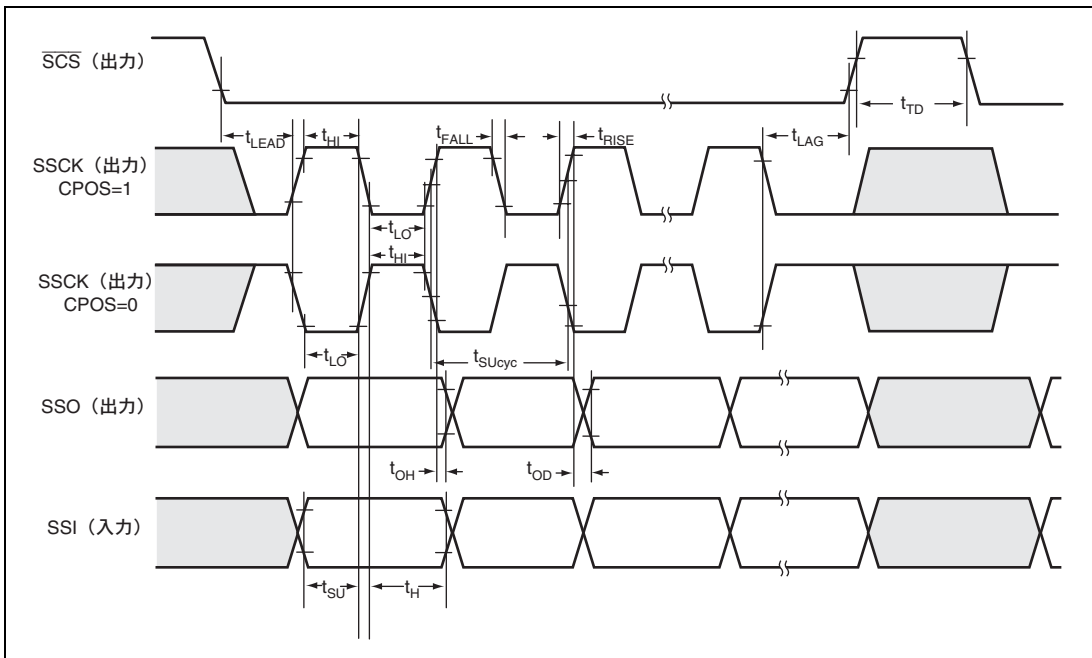 SCS（出力）
tTD
tLEAD
tHI
tFALL
tRISE
tLAG
SSCK（出力）
CPOS=1
tLO
tHI
SSCK（出力）
CPOS=0
tLO
tSUcyc
SSO（出力）
tOH
tOD
SSI（入力）
tSU
tH